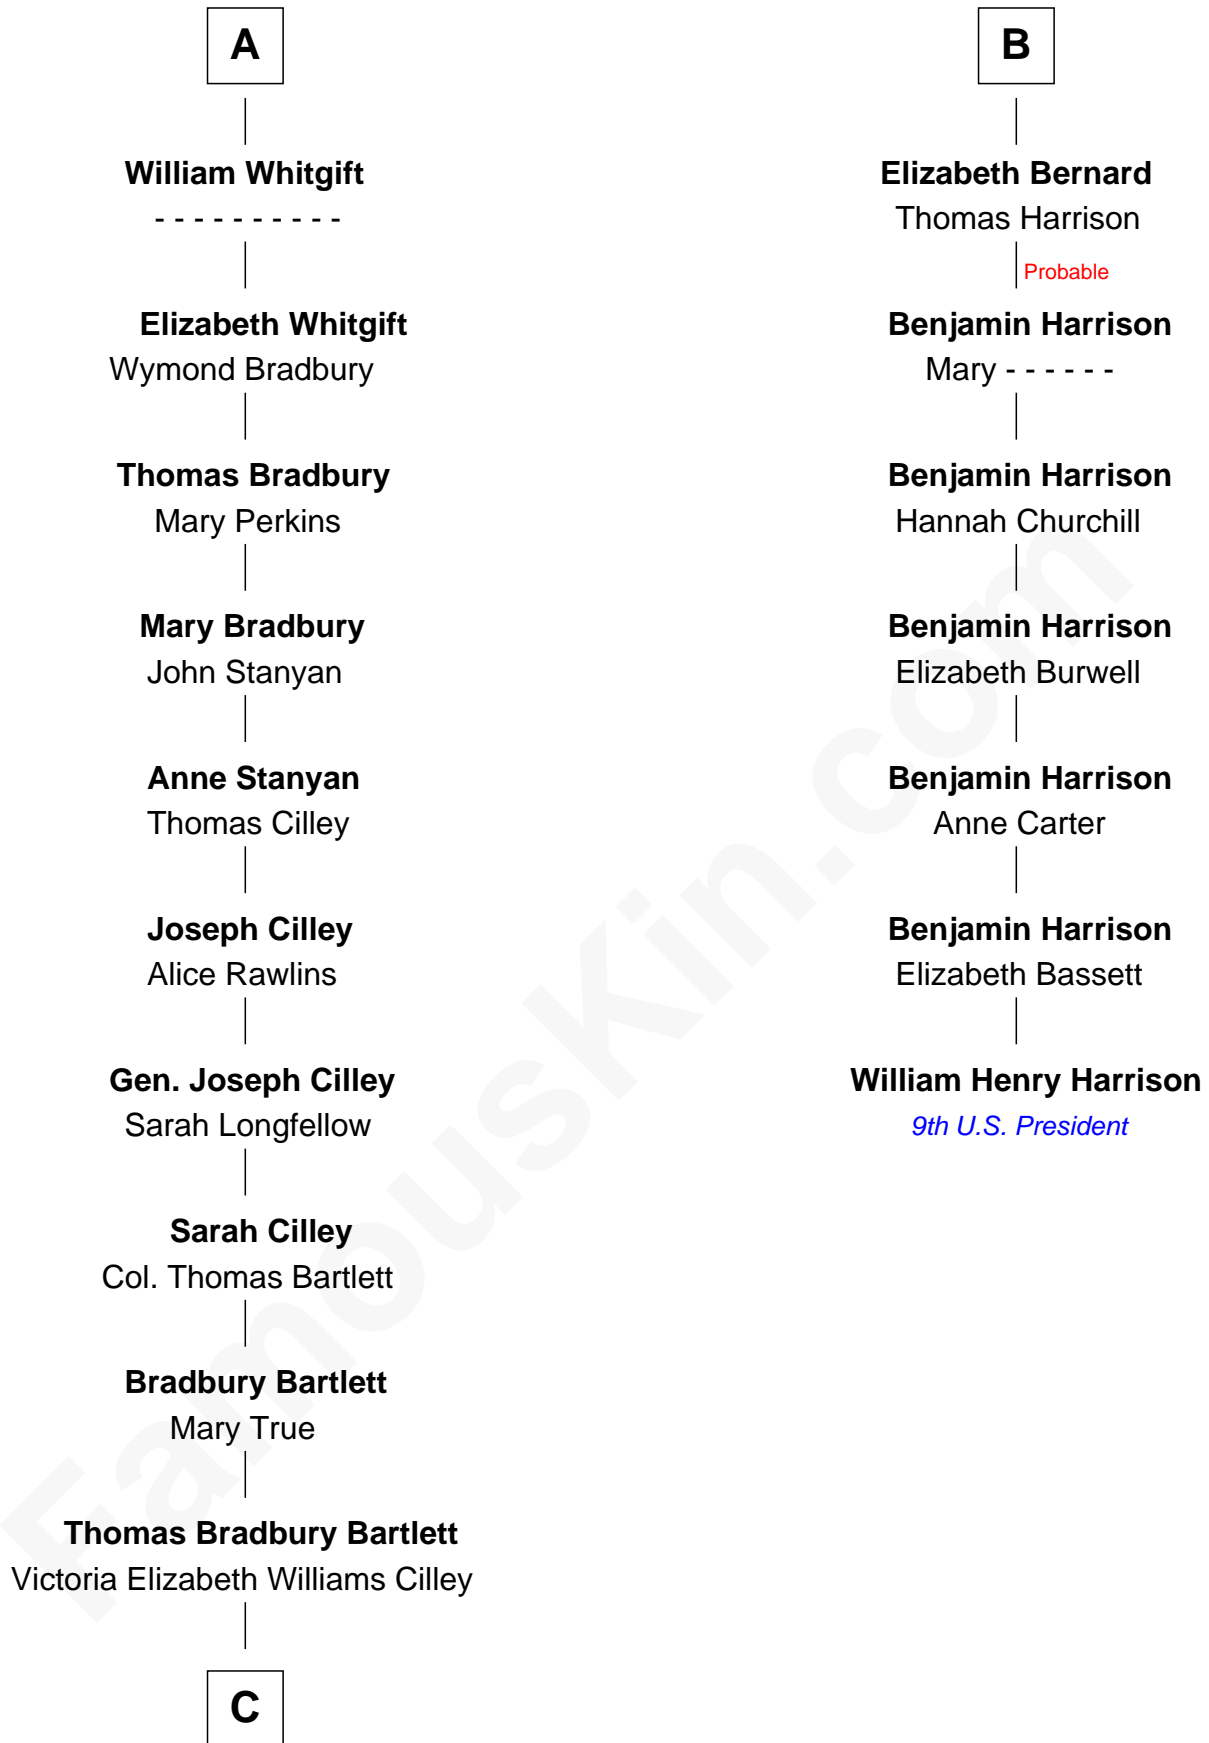 A
William Whitgift
- - - - - - - - - -
Elizabeth Whitgift
Wymond Bradbury
Thomas Bradbury
Mary Perkins
Mary Bradbury
John Stanyan
Anne Stanyan
Thomas Cilley
Joseph Cilley
Alice Rawlins
Gen. Joseph Cilley
Sarah Longfellow
Sarah Cilley
Col. Thomas Bartlett
Bradbury Bartlett
Mary True
Thomas Bradbury Bartlett
Victoria Elizabeth Williams Cilley
C
B
Elizabeth Bernard
Thomas Harrison
Probable
Benjamin Harrison
Mary - - - - - -
Benjamin Harrison
Hannah Churchill
Benjamin Harrison
Elizabeth Burwell
Benjamin Harrison
Anne Carter
Benjamin Harrison
Elizabeth Bassett
William Henry Harrison
9th U.S. President
FamousKin.com